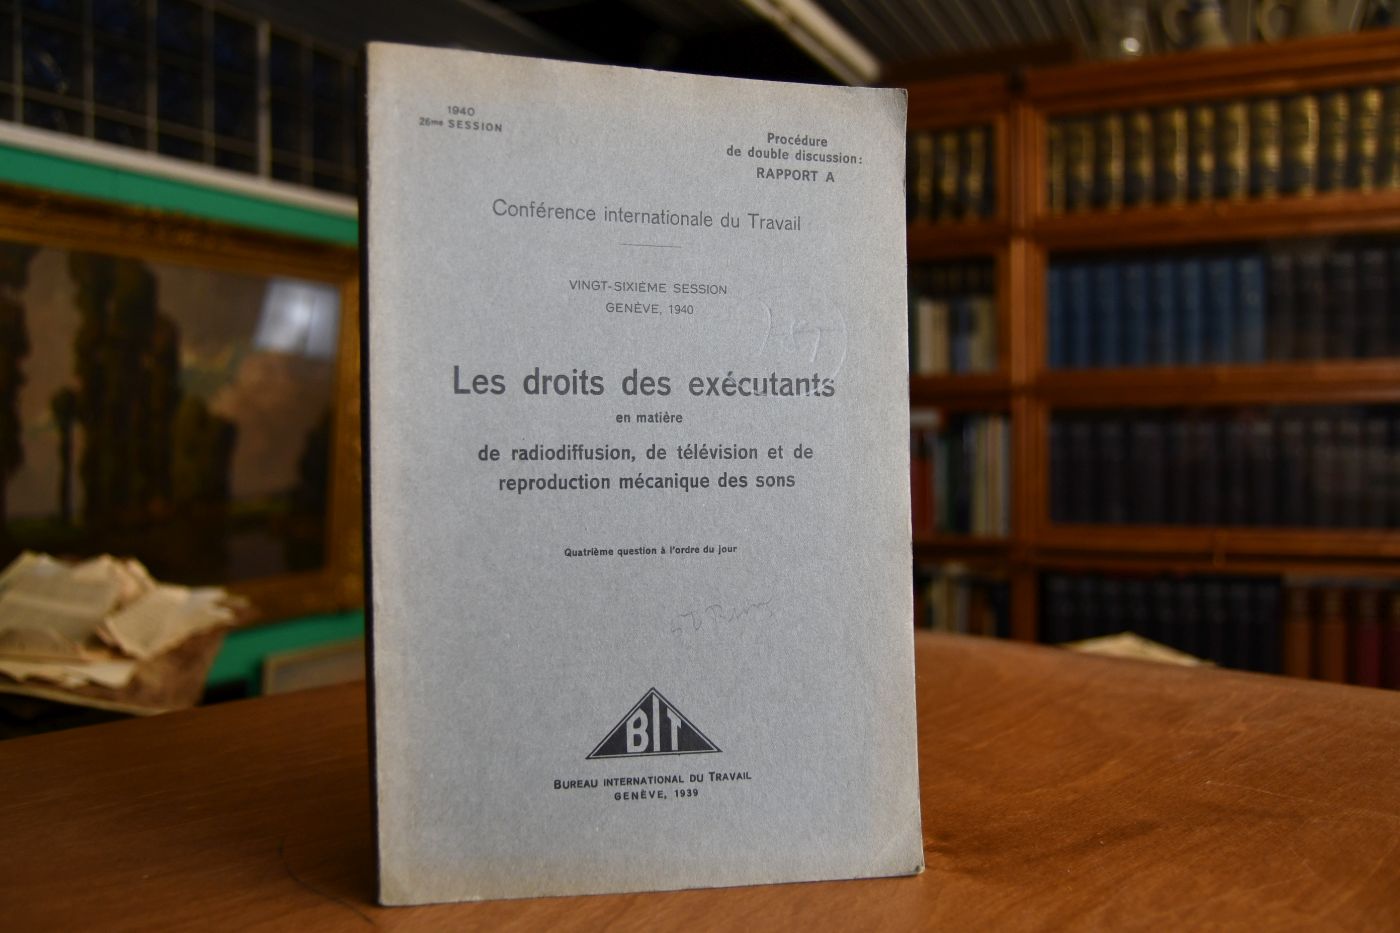 1940
26me SESSION
Procédure
de double discussion:
RAPPORT A
Conférence internationale du Travail
VINGT-SIXIÈME SESSION
GENÈVE, 1940
Les droits des exécutants
en matière
de radiodiffusion, de télévision et de
reproduction mécanique des sons
Quatrième question à l'ordre du jour
BIT
BUREAU INTERNATIONAL DU TRAVAIL
GENÈVE, 1939